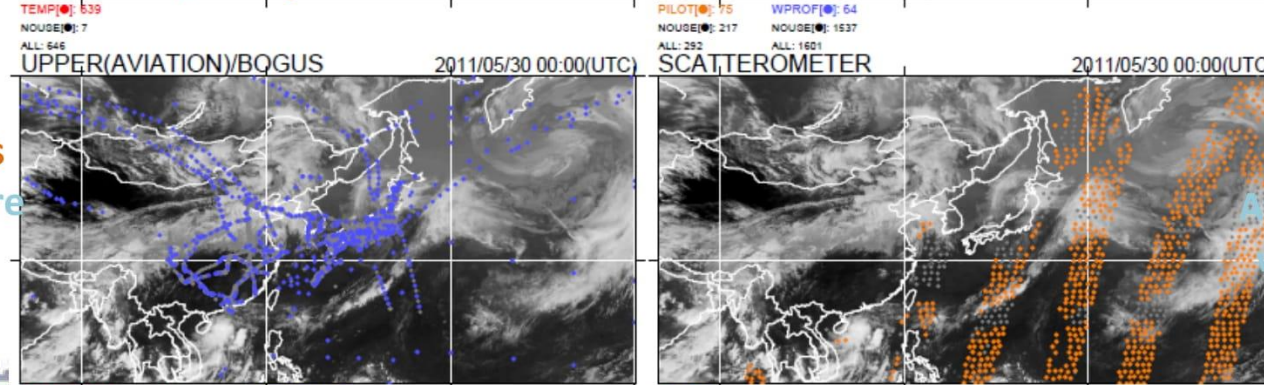 TEMP[●]: 639
NOUSE[●]: 7
ALL: 646
UPPER(AVIATION)/BOGUS 2011/05/30 00:00(UTC)
PILOT[●]: 75 WPROF[●]: 64
NOUSE[●]: 217 NOUSE[●]: 1537
ALL: 292 ALL: 1601
SCATTEROMETER 2011/05/30 00:00(UTC
s
re
A